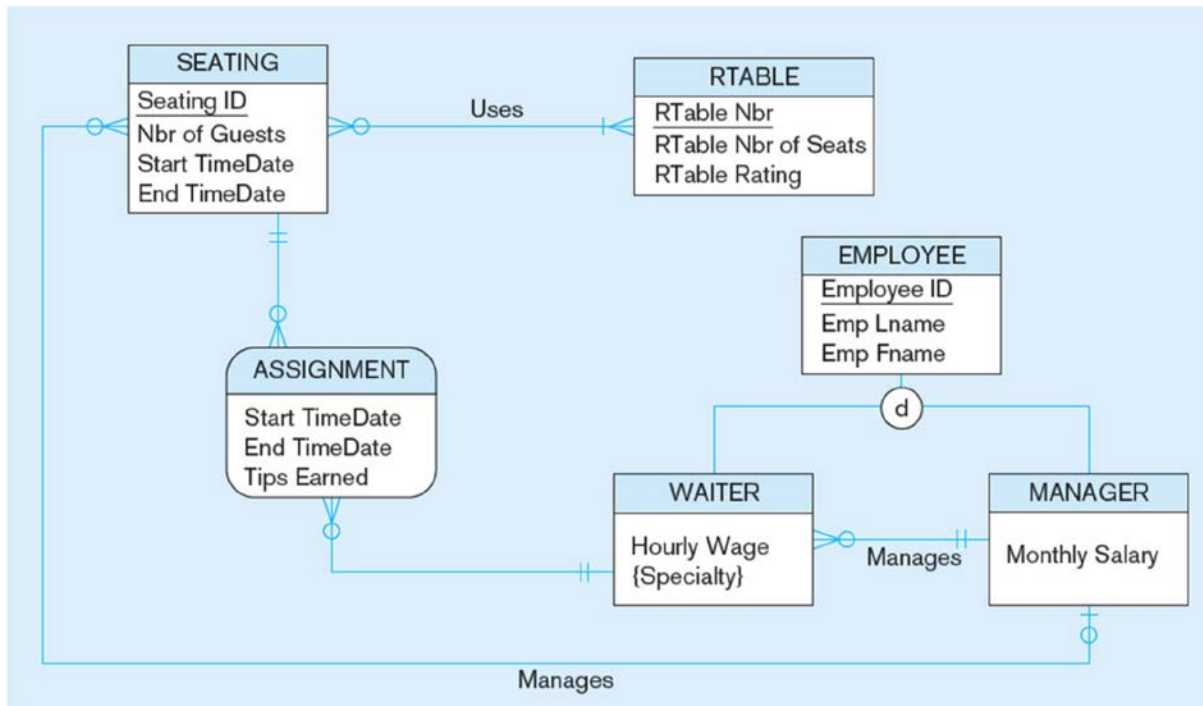 SEATING
Seating ID
Nbr of Guests
Start TimeDate
End TimeDate
Uses
RTABLE
RTable Nbr
RTable Nbr of Seats
RTable Rating
EMPLOYEE
Employee ID
Emp Lname
Emp Fname
d
ASSIGNMENT
Start TimeDate
End TimeDate
Tips Earned
WAITER
Hourly Wage
{Specialty}
Manages
MANAGER
Monthly Salary
Manages